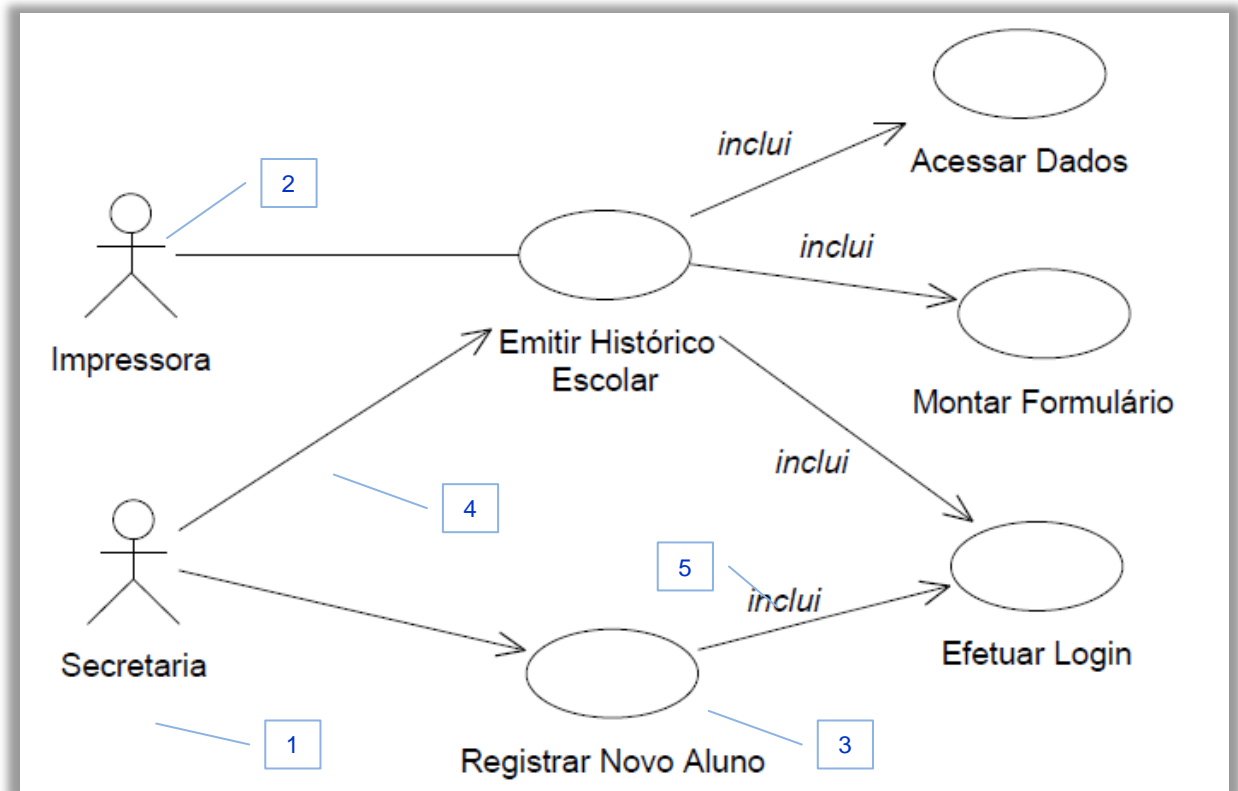 inclui
Acessar Dados
2
inclui
Impressora
Emitir Histórico
Escolar
Montar Formulário
inclui
4
5
inclui
Secretaria
Efetuar Login
1
3
Registrar Novo Aluno